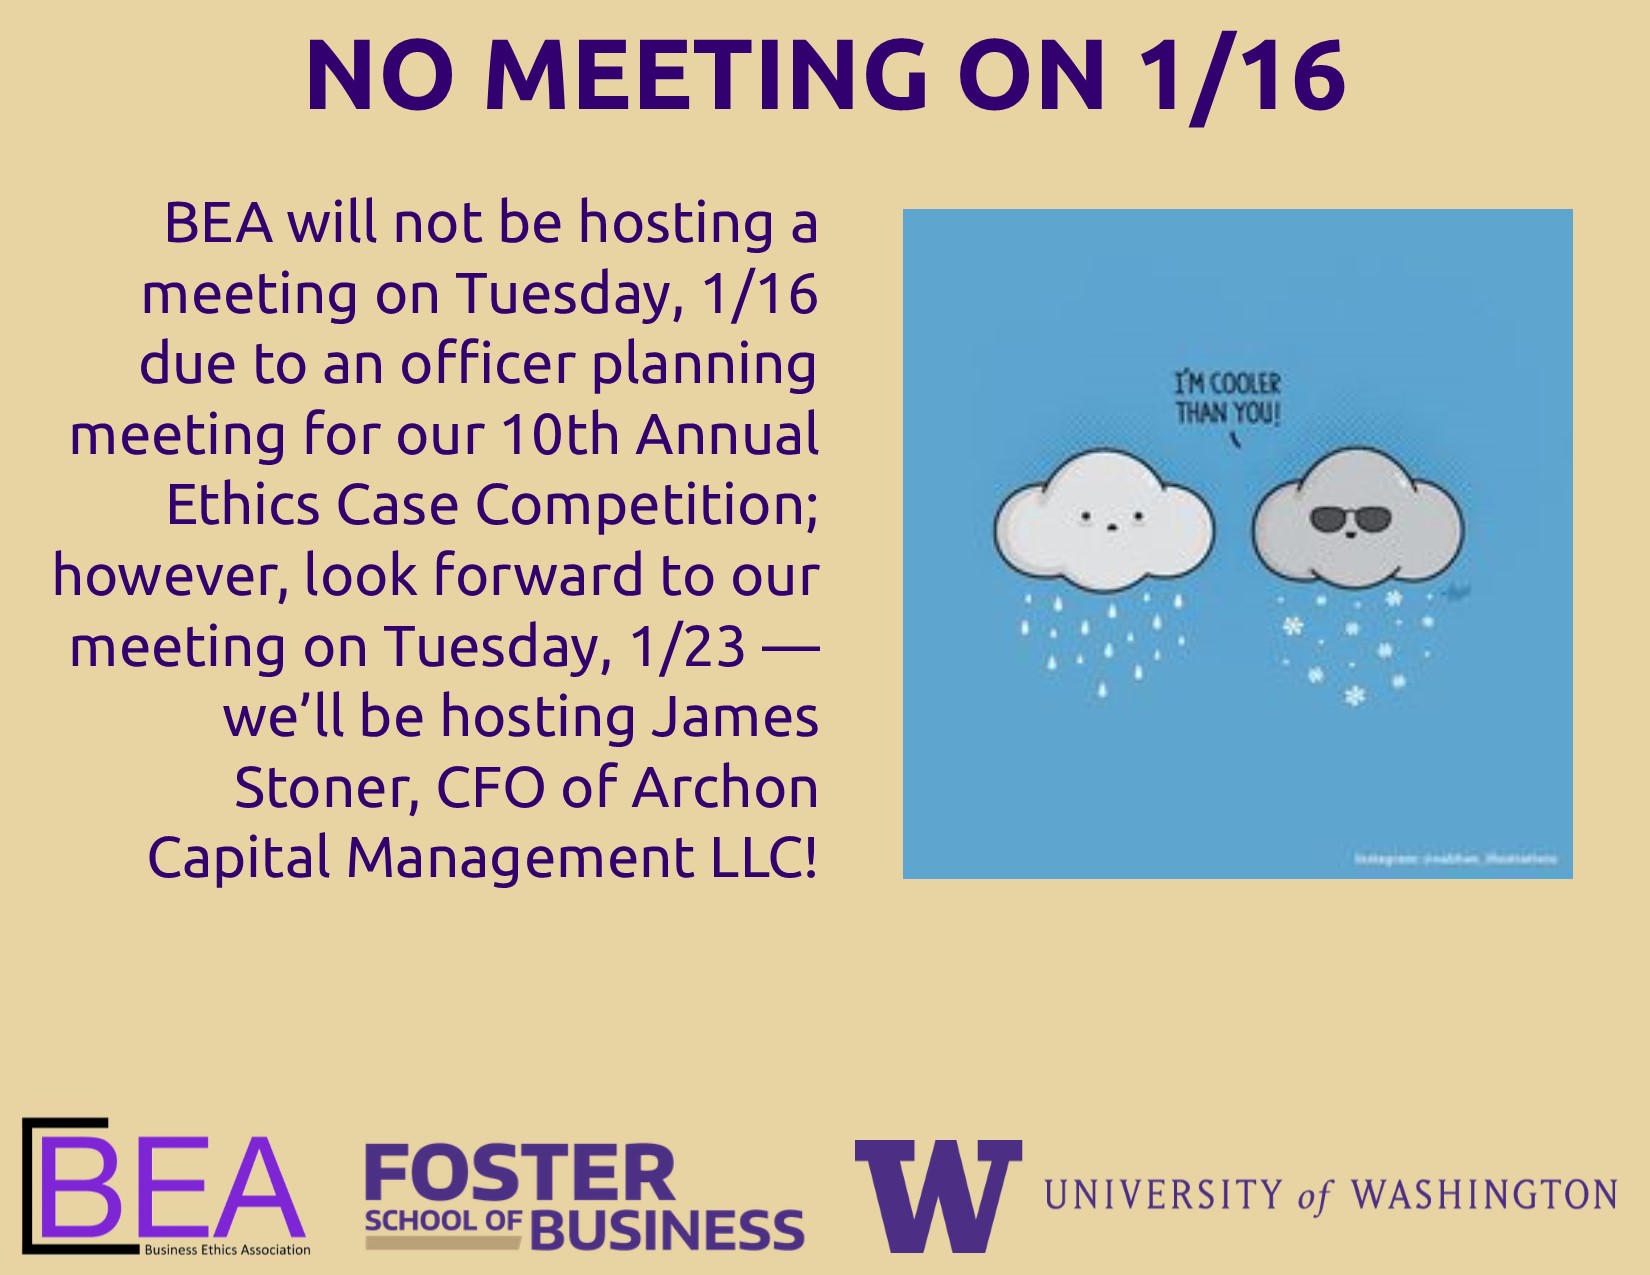 NO MEETING ON 1/16
BEA will not be hosting a
meeting on Tuesday, 1/16
due to an officer planning
meeting for our 10th Annual
Ethics Case Competition;
however, look forward to our
meeting on Tuesday, 1/23 —
we’ll be hosting James
Stoner, CFO of Archon
Capital Management LLC!
I'M COOLER
THAN YOU!
BEA
Business Ethics Association
FOSTER
SCHOOL OF BUSINESS
W UNIVERSITY of WASHINGTON